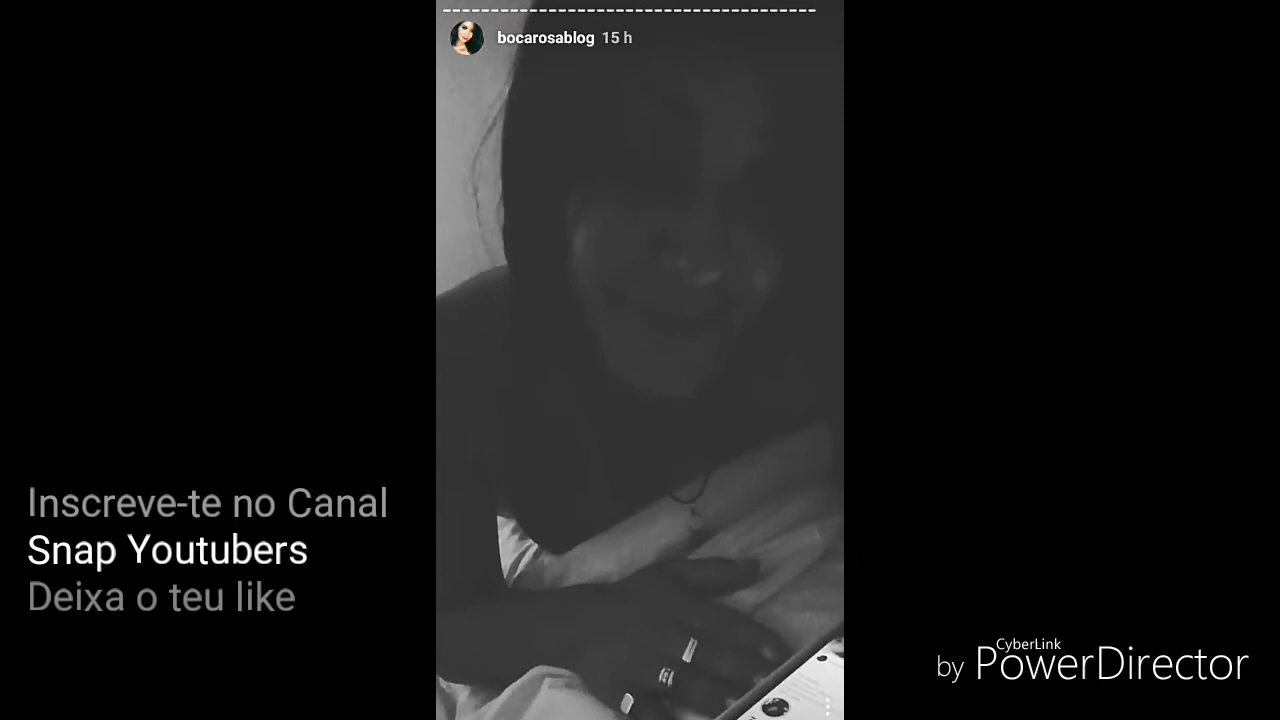 bocarosablog 15 h
Inscreve-te no Canal
Snap Youtubers
Deixa o teu like
CyberLink
by PowerDirector